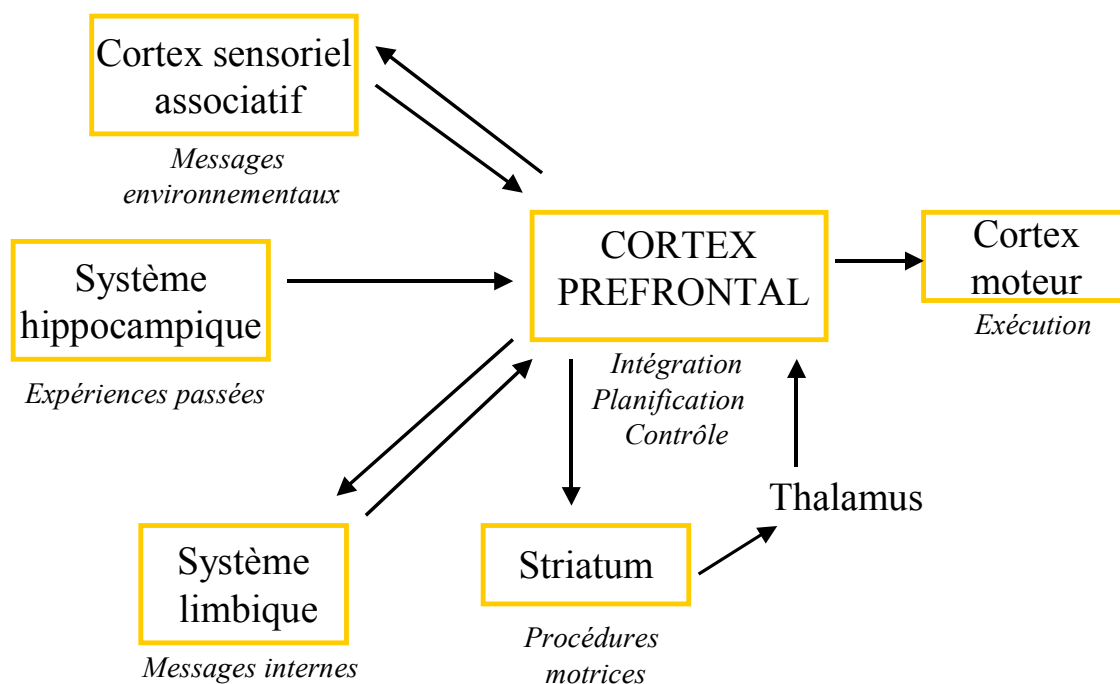 Cortex sensoriel
associatif
Messages
environnementaux
Système
hippocampique
Expériences passées
CORTEX
PREFRONTAL
Intégration
Planification
Contrôle
Cortex
moteur
Exécution
Thalamus
Système
limbique
Messages internes
Striatum
Procédures
motrices